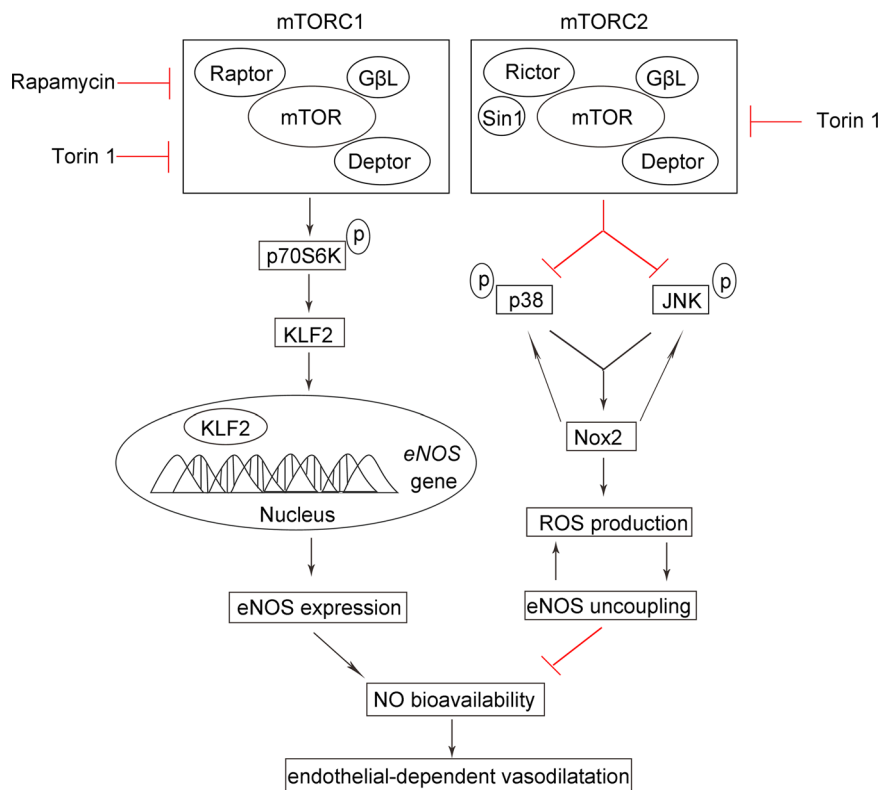 mTORC1
mTORC2
Rapamycin
Torin 1
Raptor
GβL
mTOR
Deptor
Rictor
GβL
Sin1
mTOR
Deptor
Torin 1
p70S6K
p
KLF2
KLF2
eNOS
gene
Nucleus
eNOS expression
p
p38
JNK
p
Nox2
ROS production
eNOS uncoupling
NO bioavailability
endothelial-dependent vasodilatation